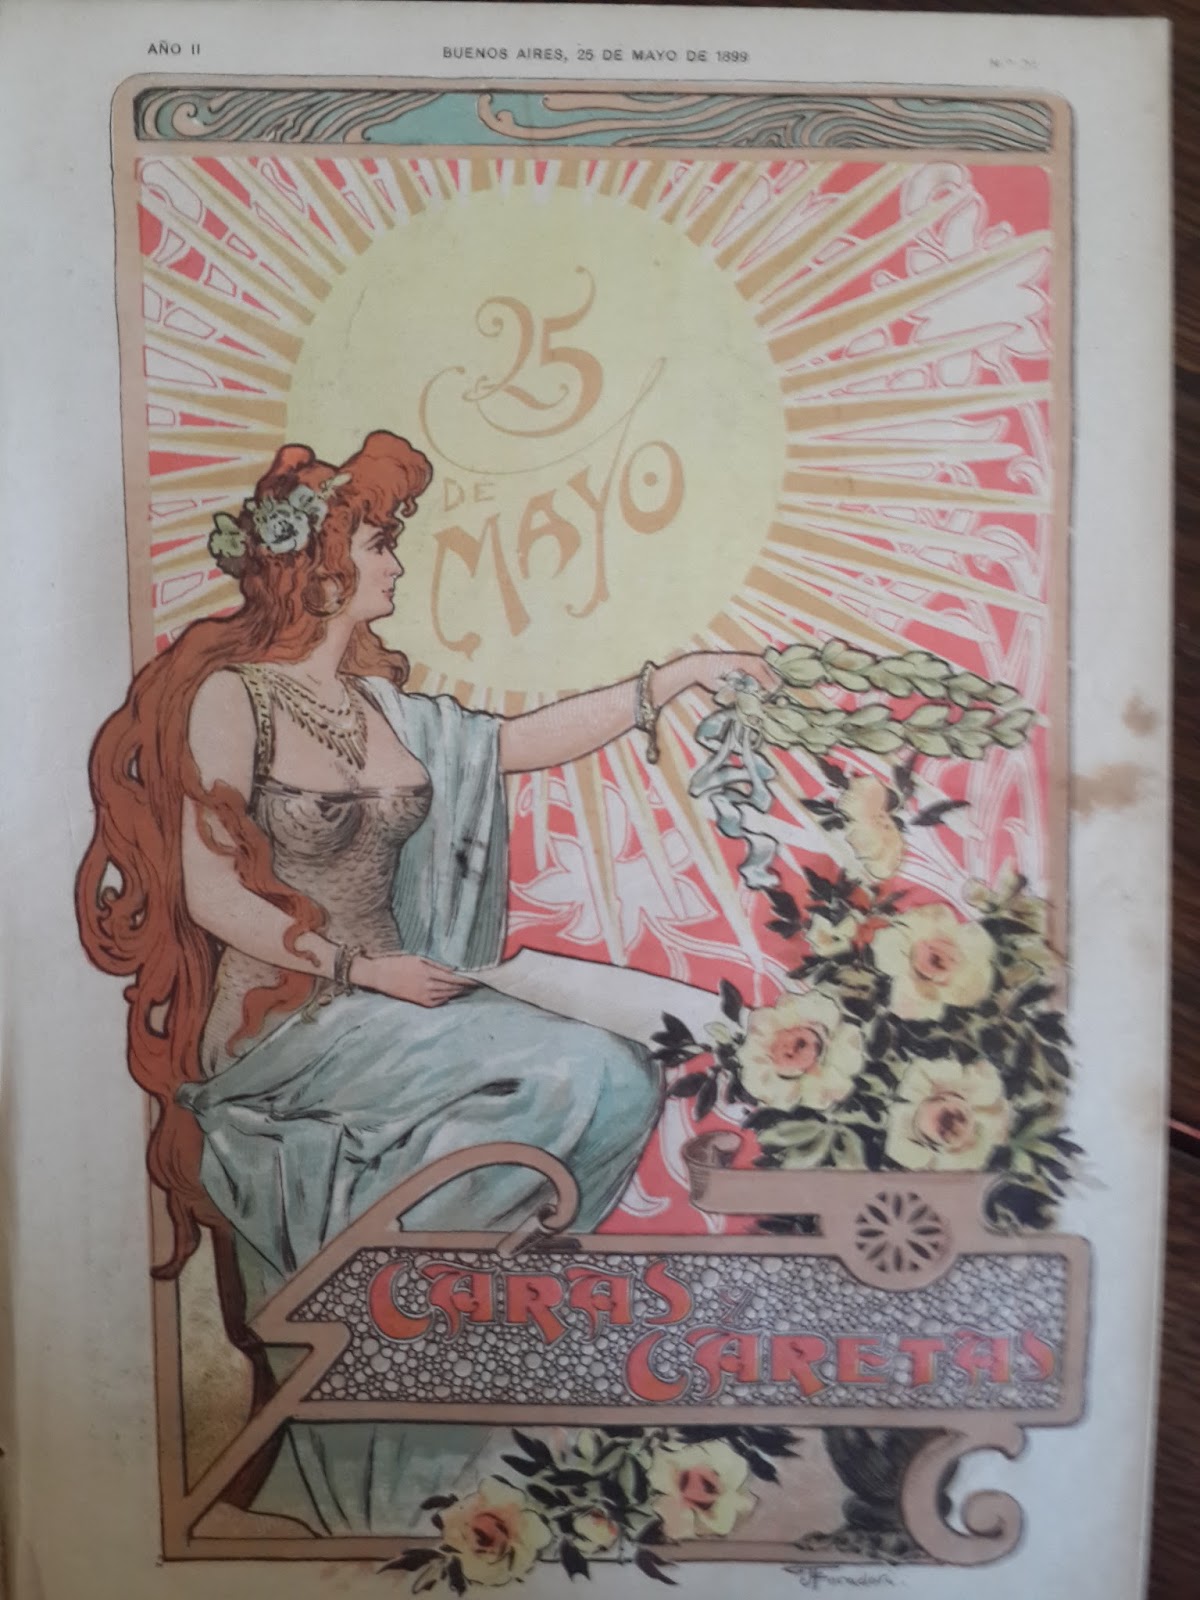 AÑO II
BUENOS AIRES, 25 DE MAYO DE 1899
25
DE
MAYO
CARAS Y
CARETAS